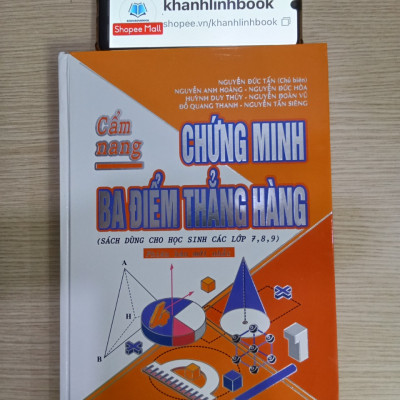 khanhlinhbook
Shopee Mall
shopee.vn/khanhlinhbook
NGUYỄN ĐỨC TẤN (Chủ biên)
NGUYỄN ANH HOÀNG - NGUYỄN ĐỨC HÒA
HUỲNH DUY THỦY - NGUYỄN ĐOÀN VŨ
ĐỖ QUANG THANH - NGUYỄN TẤN SIÊNG
Cẩm
nang
CHỨNG MINH
BA ĐIỂM THẲNG HÀNG
(SÁCH DÙNG CHO HỌC SINH CÁC LỚP 7,8,9)
A
H
B